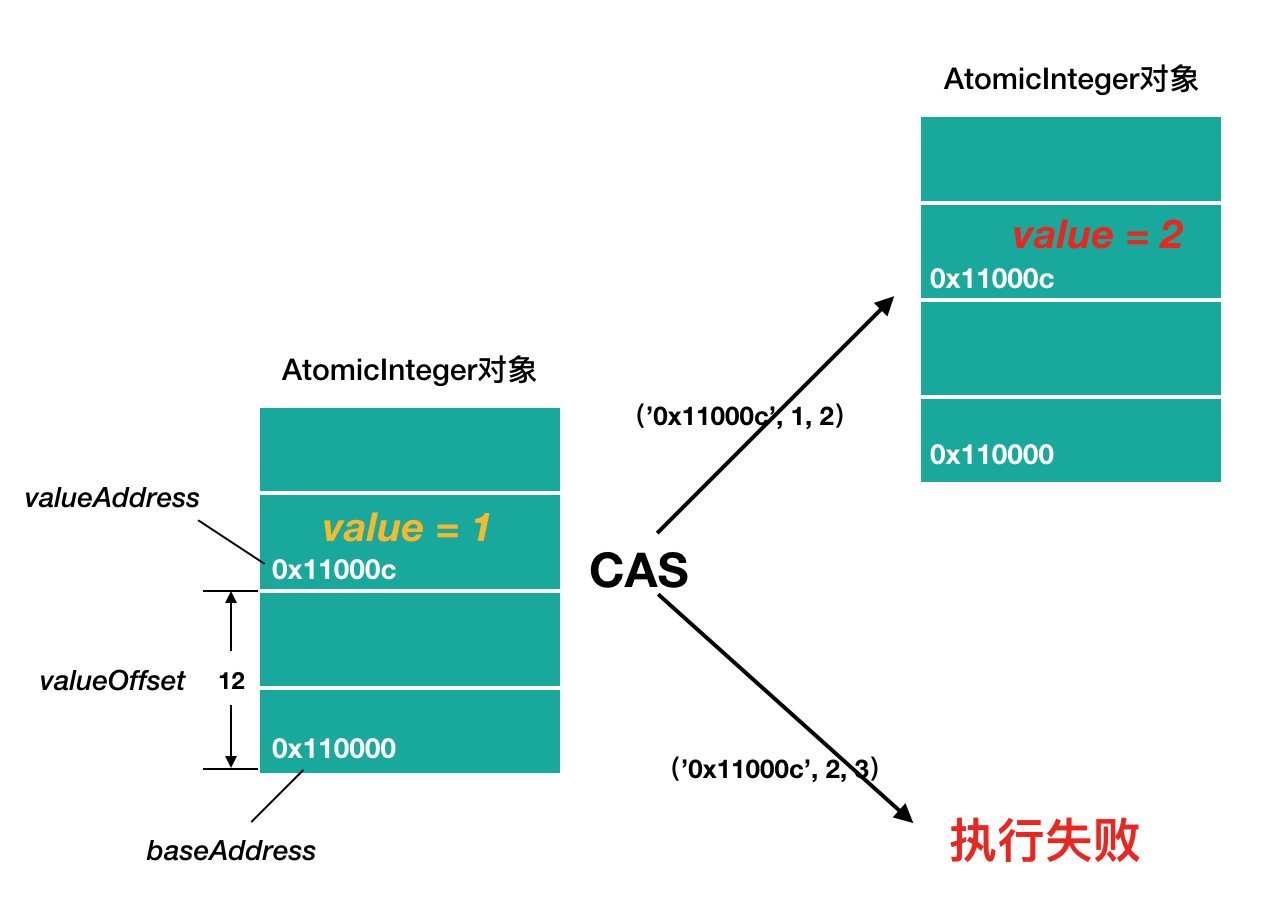 AtomicInteger对象
value = 2
0x11000c
0x110000
AtomicInteger对象
valueAddress
value = 1
0x11000c
valueOffset
12
0x110000
baseAddress
CAS
（’0x11000c’, 1, 2）
（’0x11000c’, 2, 3）
执行失败